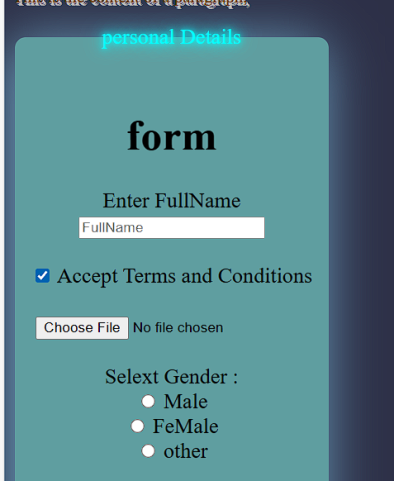 This is the content of a paragraph,
personal Details
form
Enter FullName
FullName
Accept Terms and Conditions
Choose File No file chosen
Selext Gender :
Male
FeMale
other